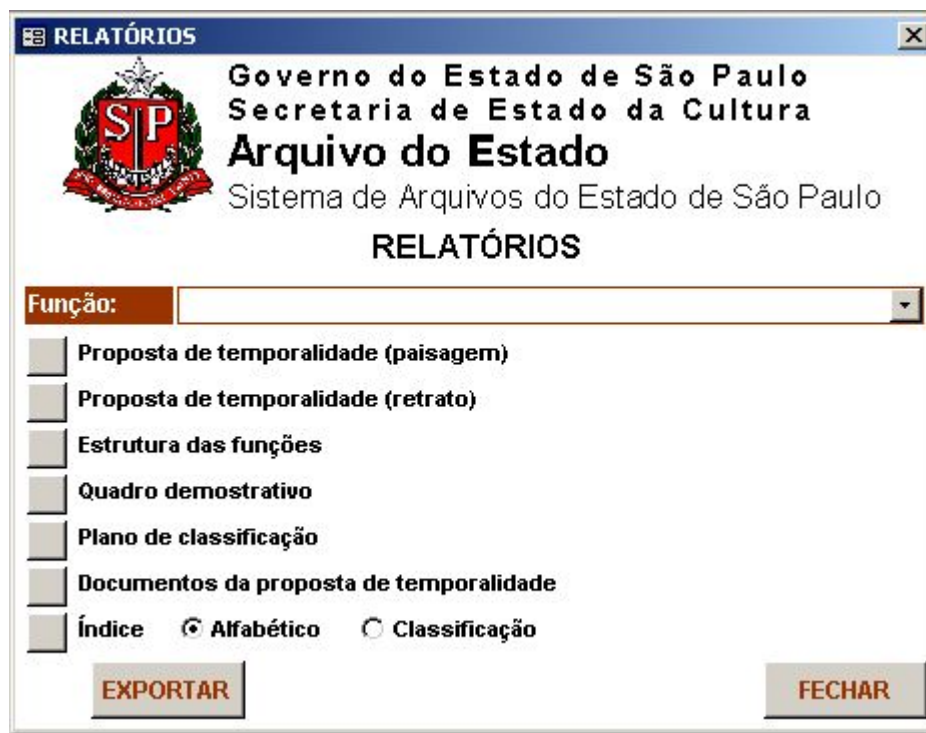 RELATÓRIOS
Governo do Estado de São Paulo
Secretaria de Estado da Cultura
Arquivo do Estado
Sistema de Arquivos do Estado de São Paulo
SP
RELATÓRIOS
Função:
Proposta de temporalidade (paisagem)
Proposta de temporalidade (retrato)
Estrutura das funções
Quadro demostrativo
Plano de classificação
Documentos da proposta de temporalidade
Índice Alfabético Classificação
EXPORTAR FECHAR